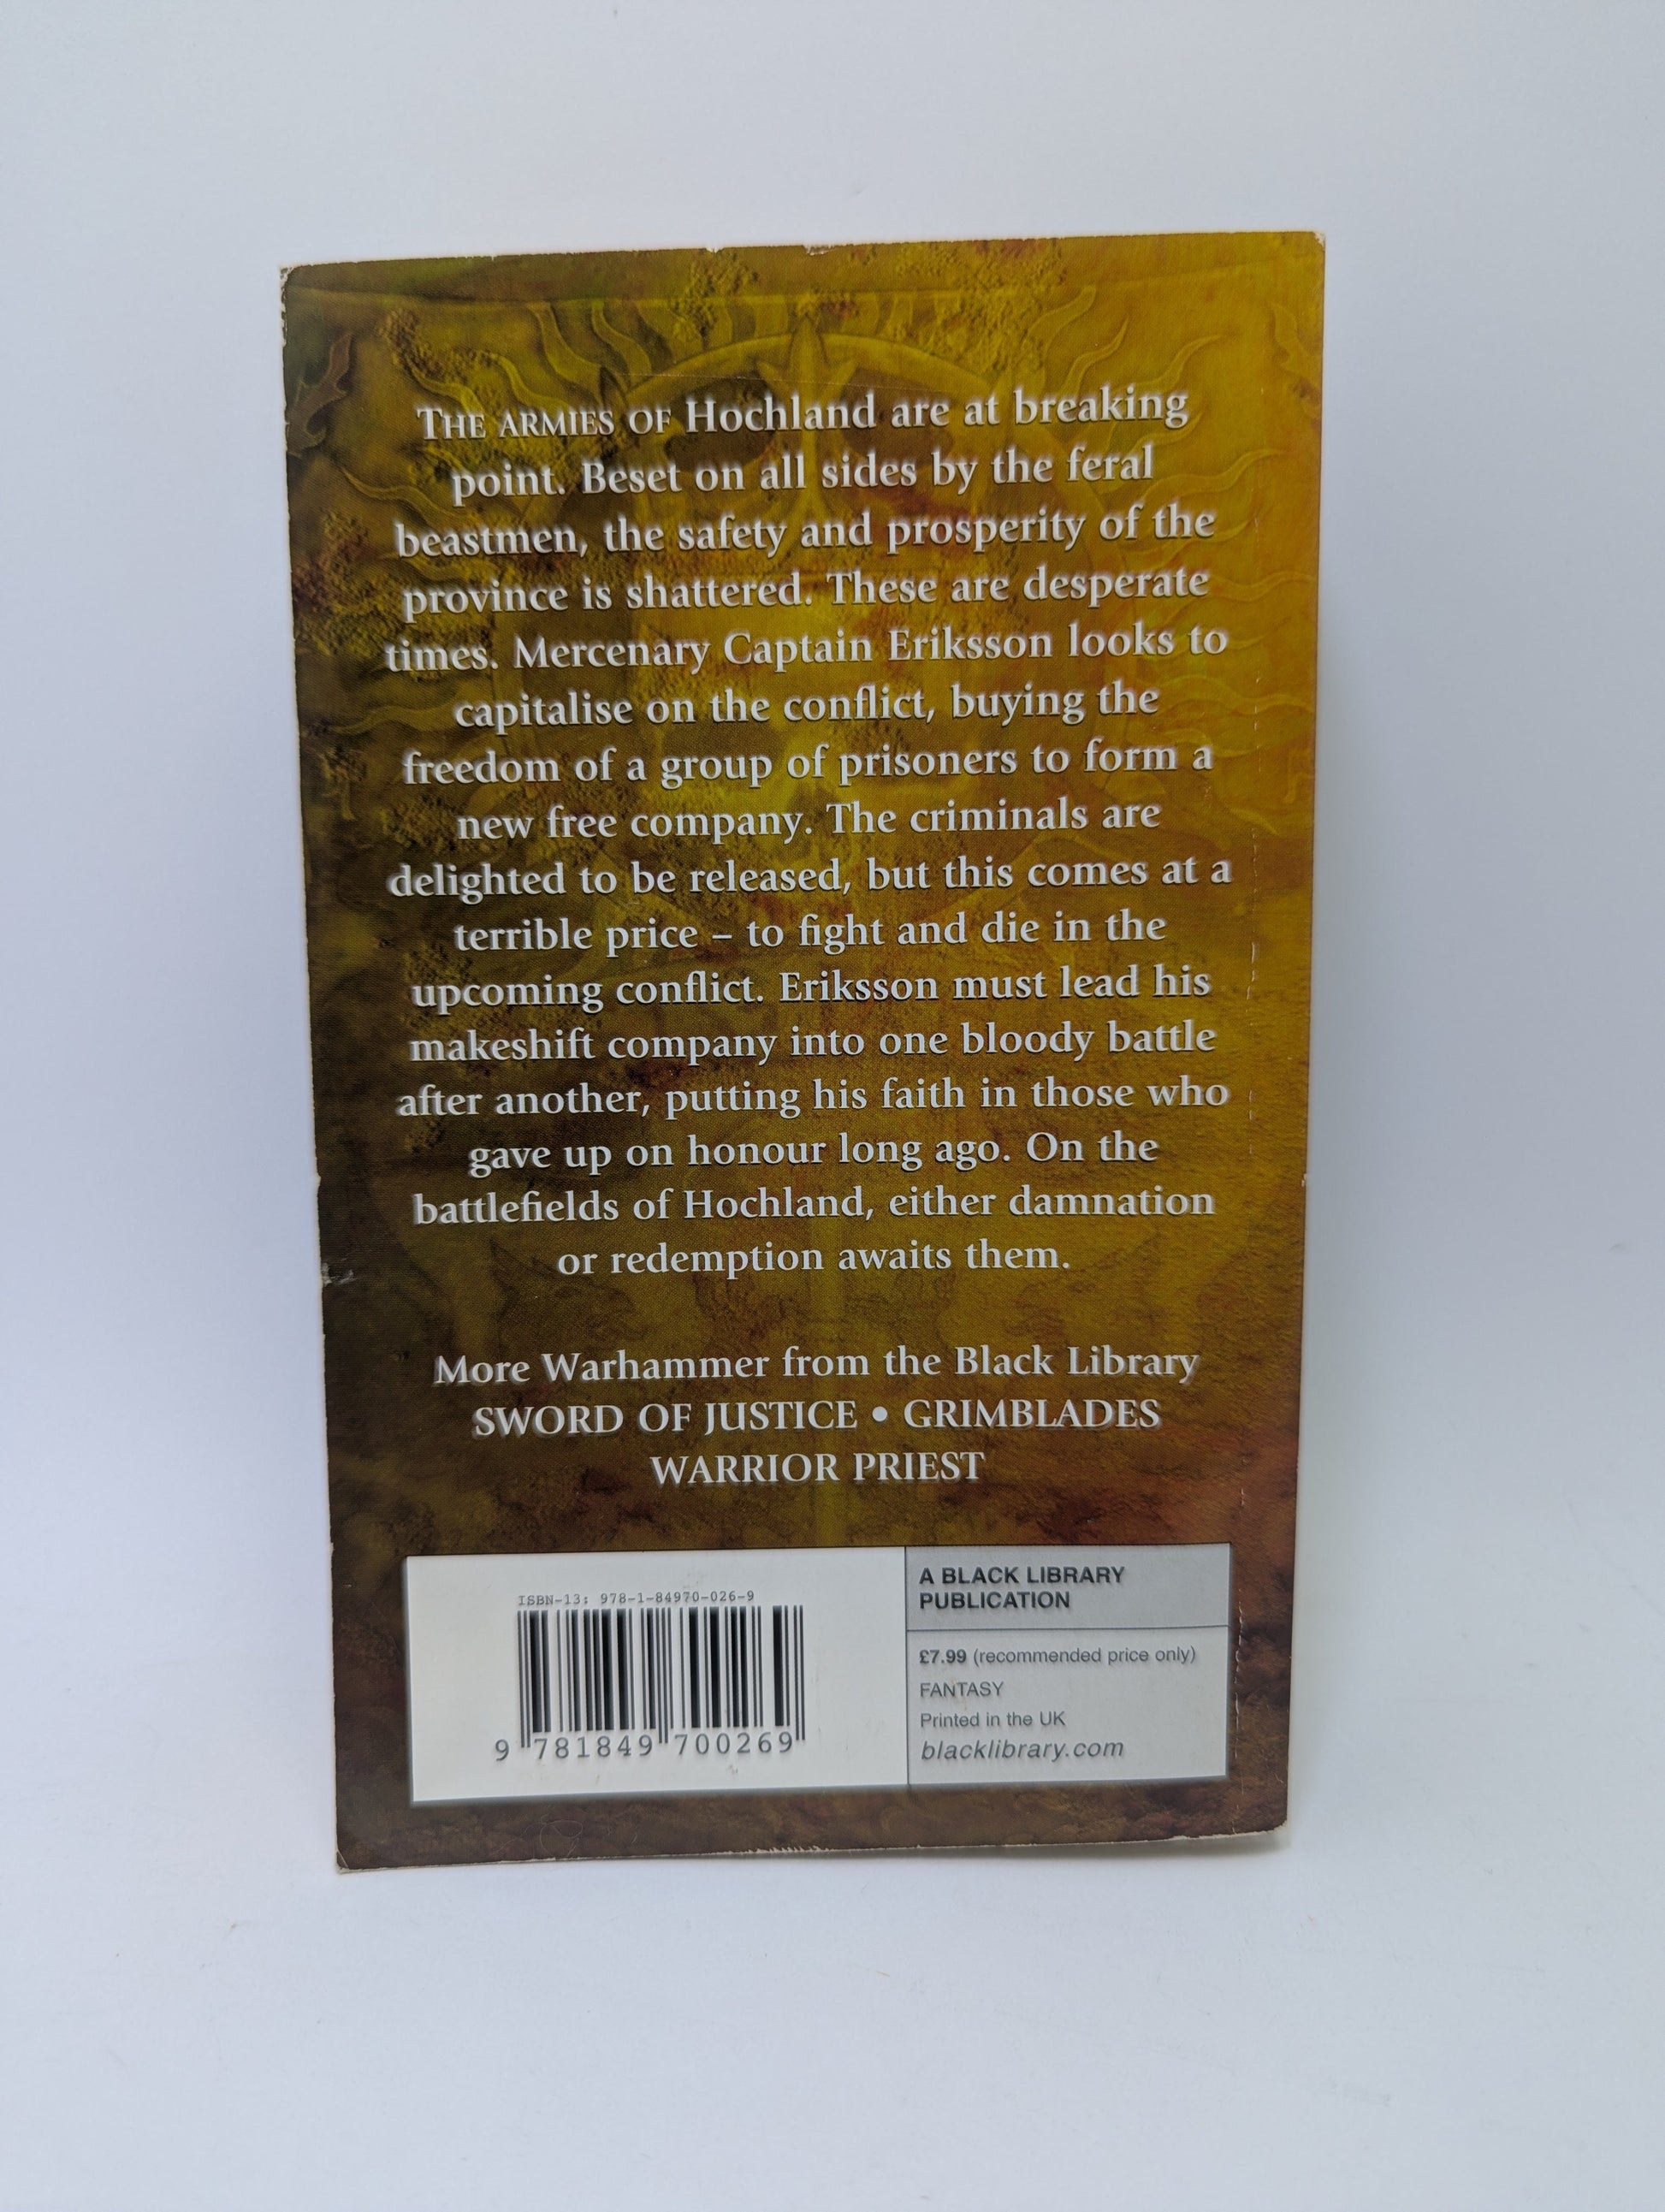 THE ARMIES OF Hochland are at breaking
point. Beset on all sides by the feral
beastmen, the safety and prosperity of the
province is shattered. These are desperate
times. Mercenary Captain Eriksson looks to
capitalise on the conflict, buying the
freedom of a group of prisoners to form a
new free company. The criminals are
delighted to be released, but this comes at a
terrible price – to fight and die in the
upcoming conflict. Eriksson must lead his
makeshift company into one bloody battle
after another, putting his faith in those who
gave up on honour long ago. On the
battlefields of Hochland, either damnation
or redemption awaits them.
More Warhammer from the Black Library
SWORD OF JUSTICE • GRIMBLADES
WARRIOR PRIEST
ISBN-13: 978-1-84970-026-9
9 781849 700269
A BLACK LIBRARY
PUBLICATION
£7.99 (recommended price only)
FANTASY
Printed in the UK
blacklibrary.com